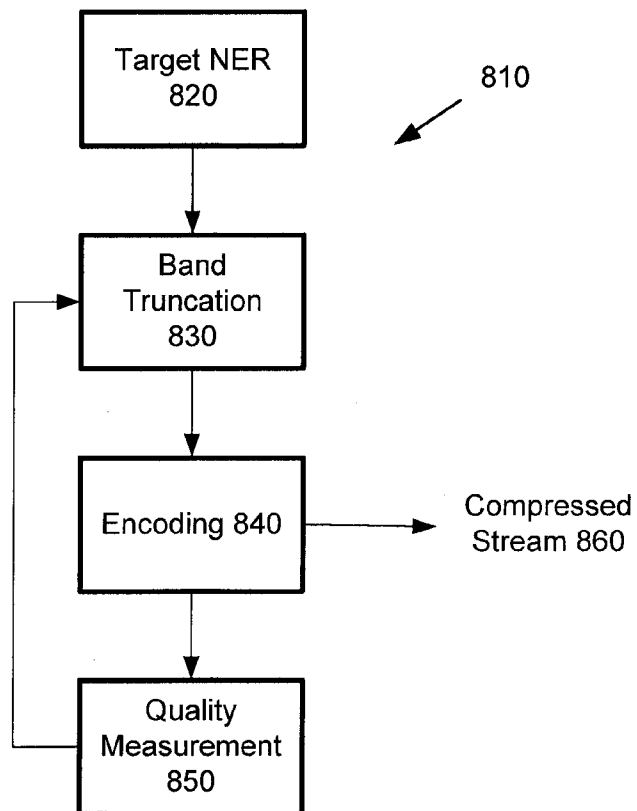 Target NER
820
810
Band
Truncation
830
Encoding 840
Compressed
Stream 860
Quality
Measurement
850